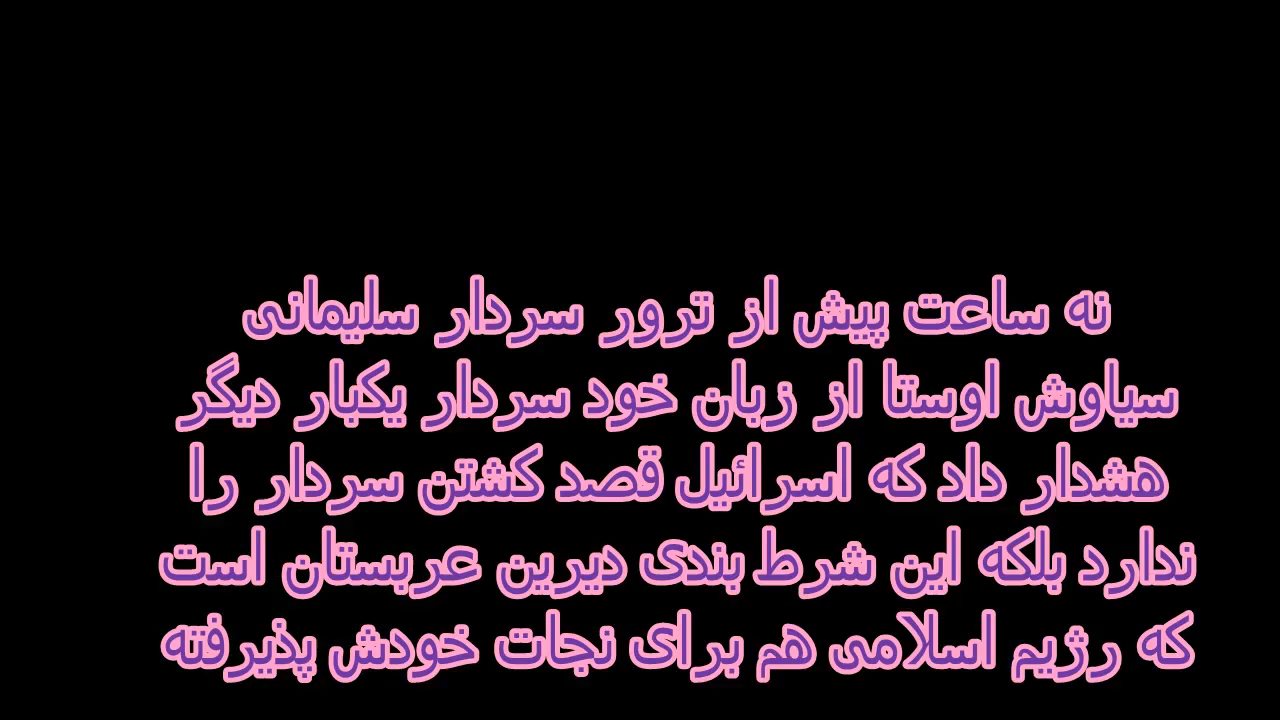 نه ساعت پیش از ترور سردار سلیمانی
سیاوش اوستا از زبان خود سردار یکبار دیگر
هشدار داد که اسرائیل قصد کشتن سردار را
ندارد بلکه این شرط بندی دیرین عربستان است
که رژیم اسلامی هم برای نجات خودش پذیرفته